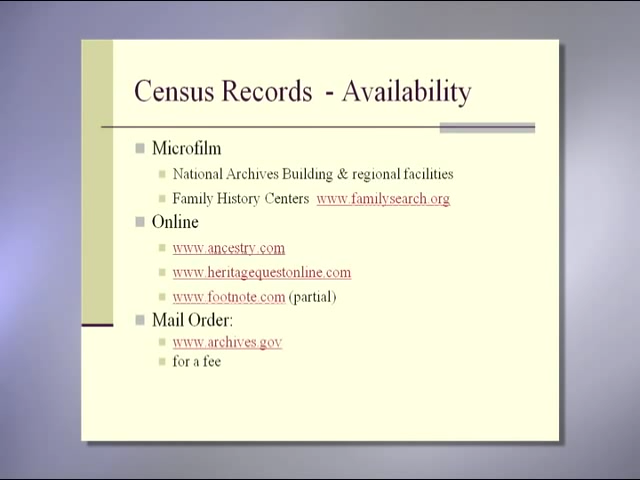 Census Records - Availability
Microfilm
National Archives Building & regional facilities
Family History Centers www.familysearch.org
Online
www.ancestry.com
www.heritagequestonline.com
www.footnote.com (partial)
Mail Order:
www.archives.gov
for a fee